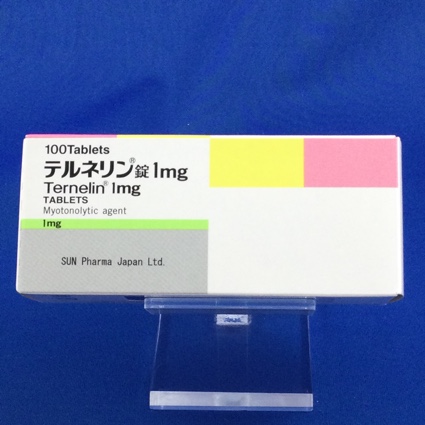 100Tablets
テルネリン®錠1mg
Ternelin®1mg
TABLETS
Myotonolytic agent
1mg
SUN Pharma Japan Ltd.